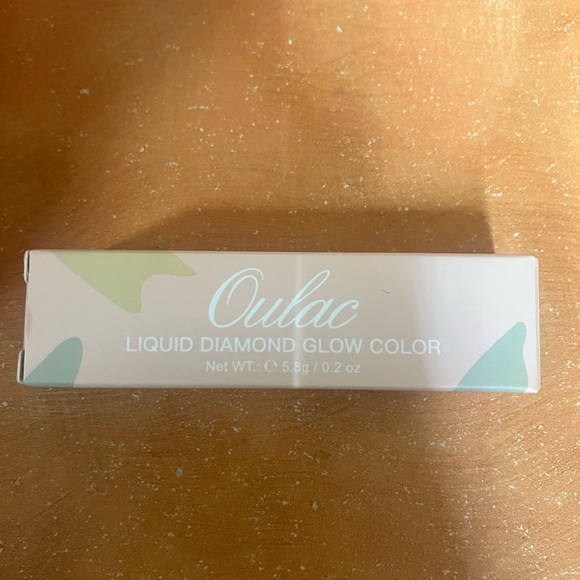 Oulac
LIQUID DIAMOND GLOW COLOR
Net WT.: ℮ 5.8g / 0.2 oz